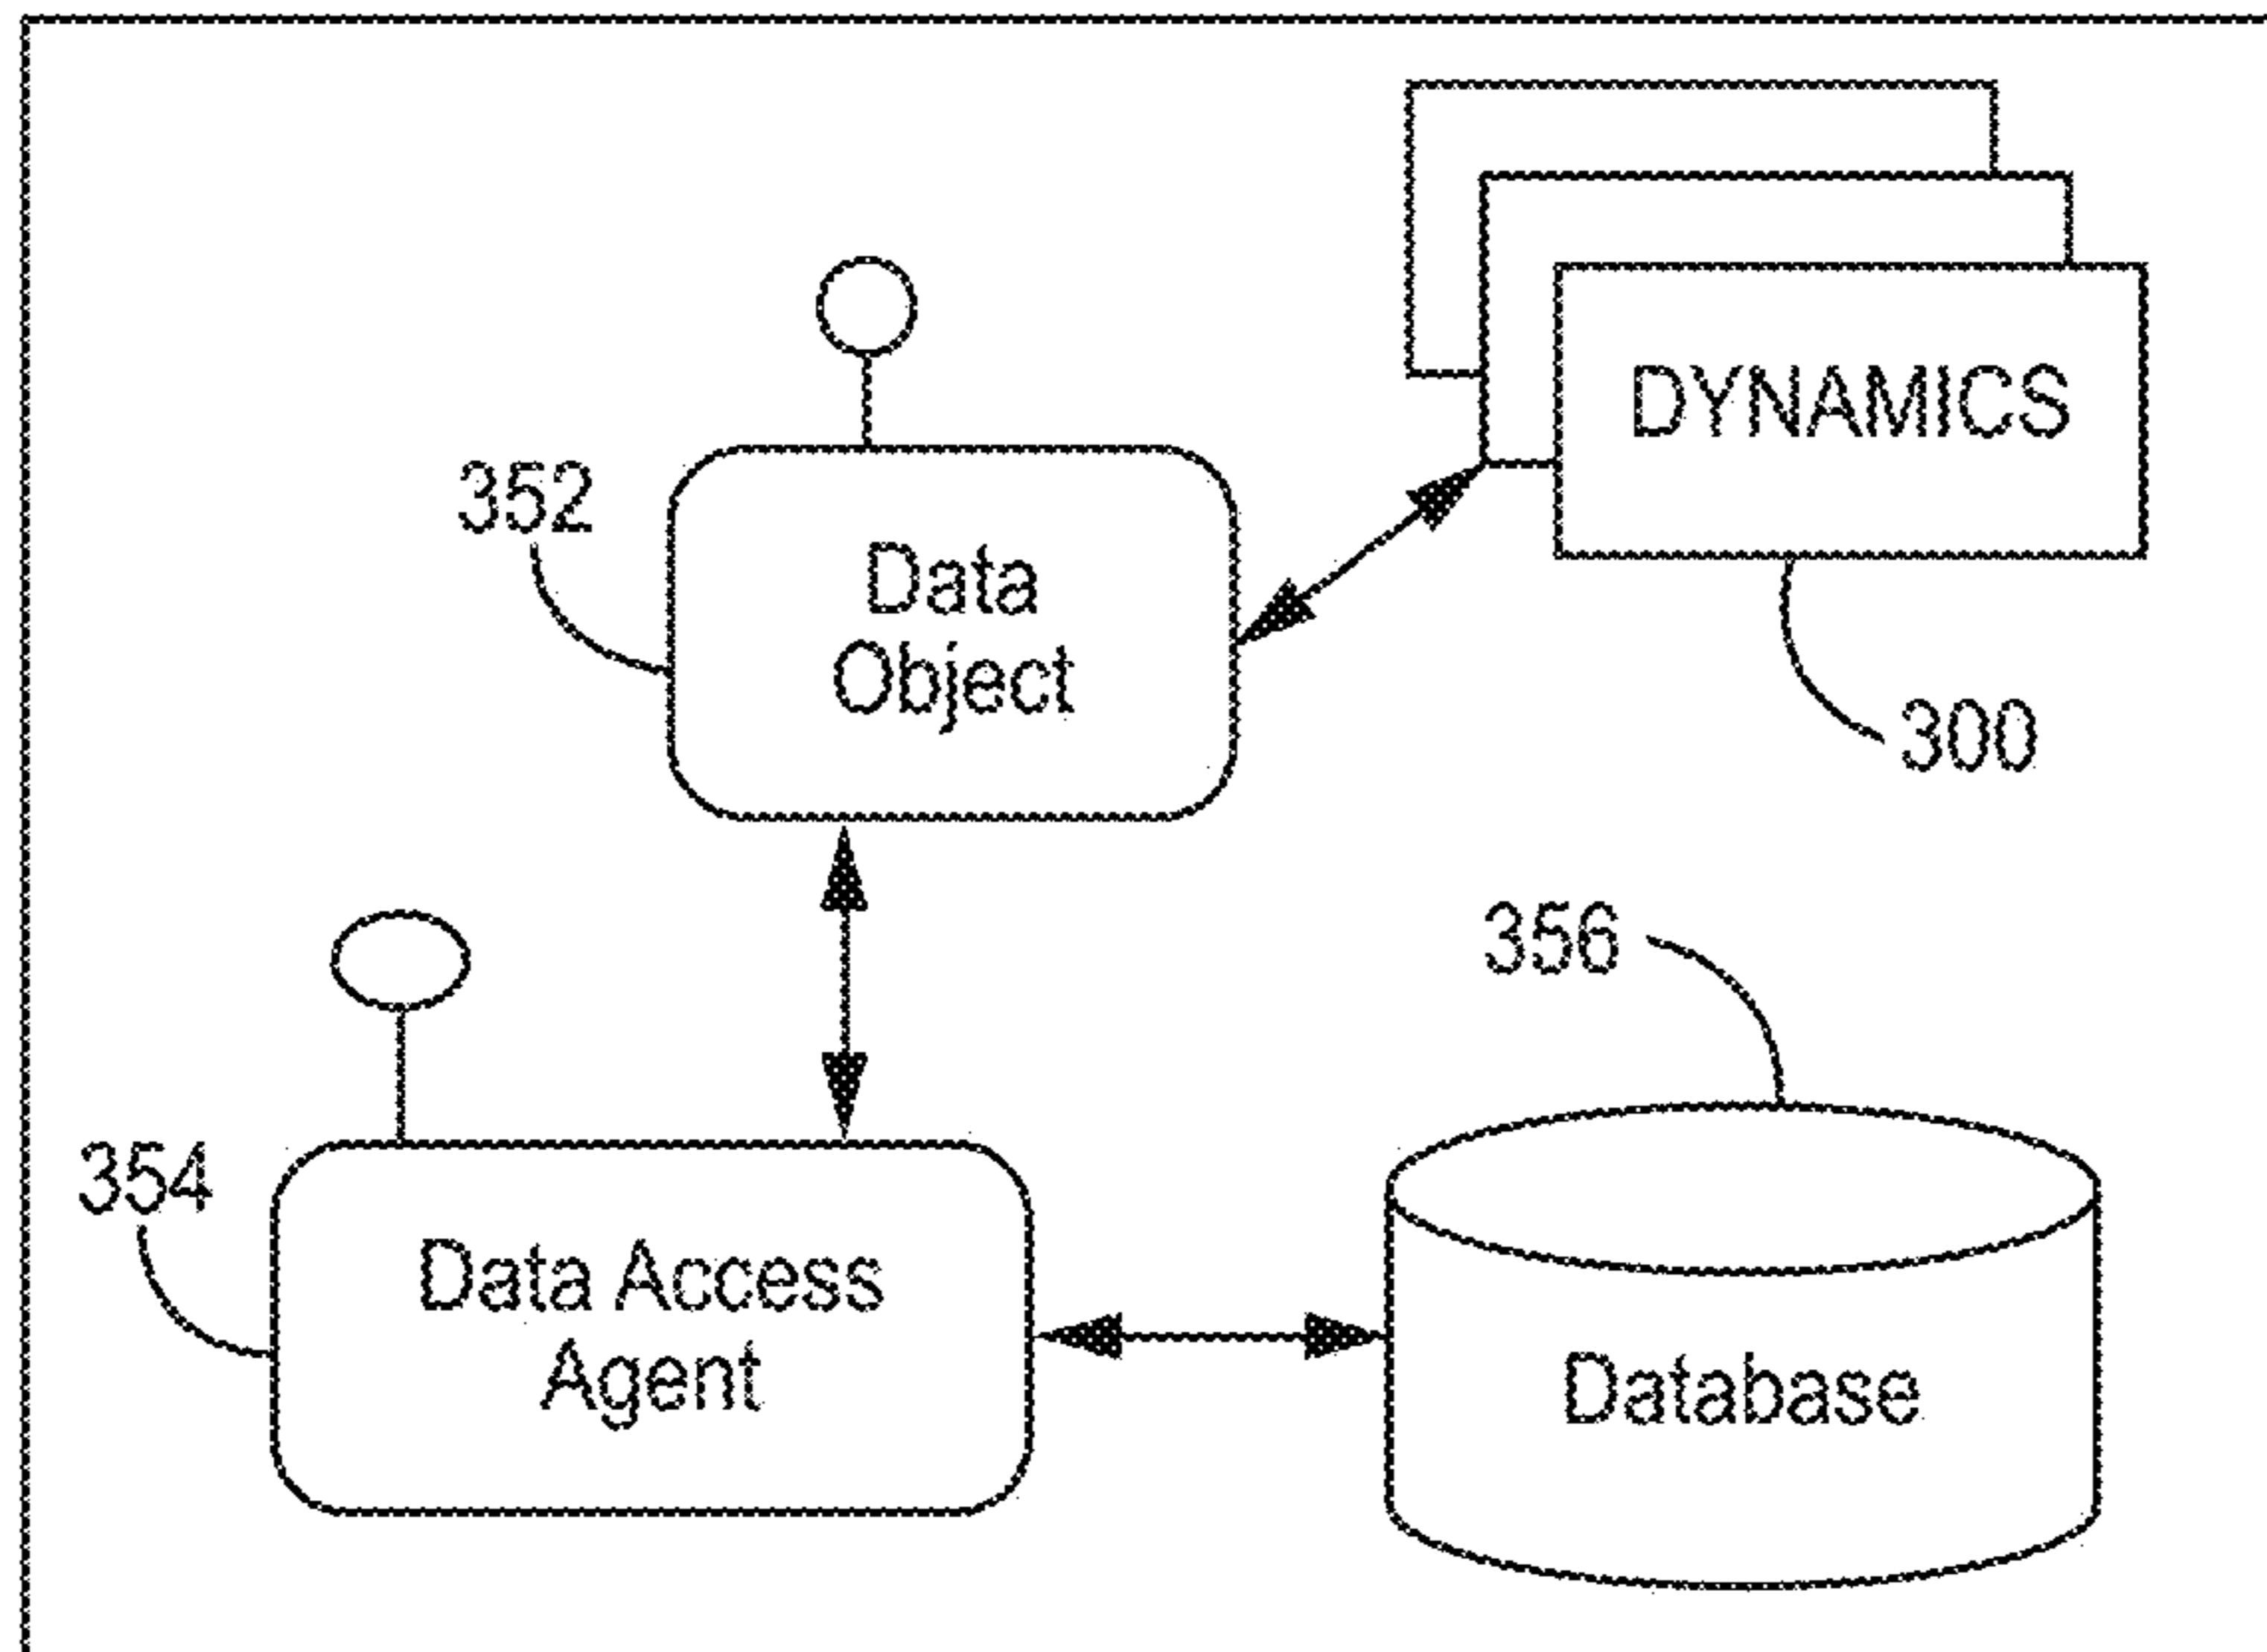 DYNAMICS
352
Data
Object
300
356
354
Data Access
Agent
Database